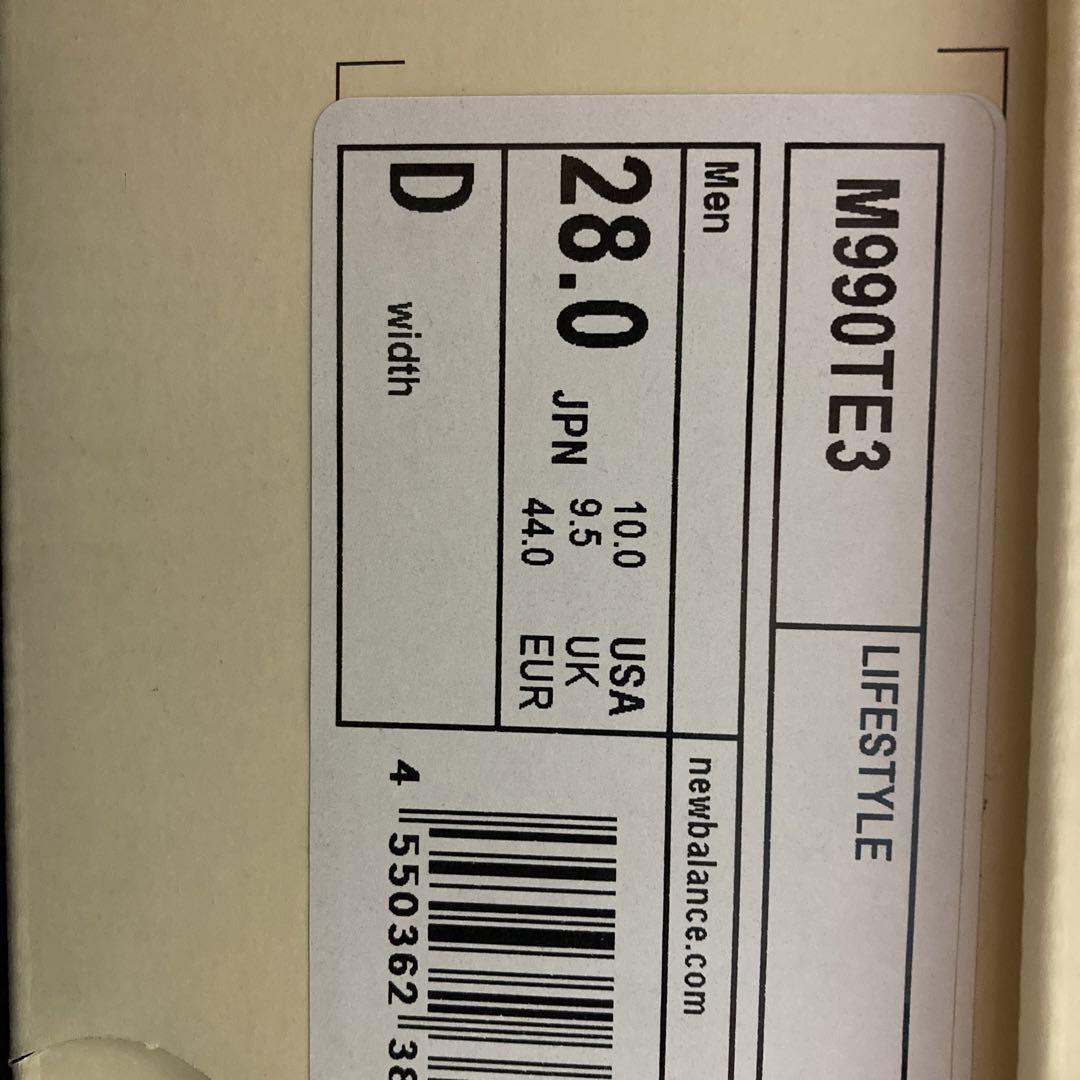 M990TE3
LIFESTYLE
Men
newbalance.com
28.0 JPN
10.0 USA
9.5 UK
44.0 EUR
D width
4 550362 38